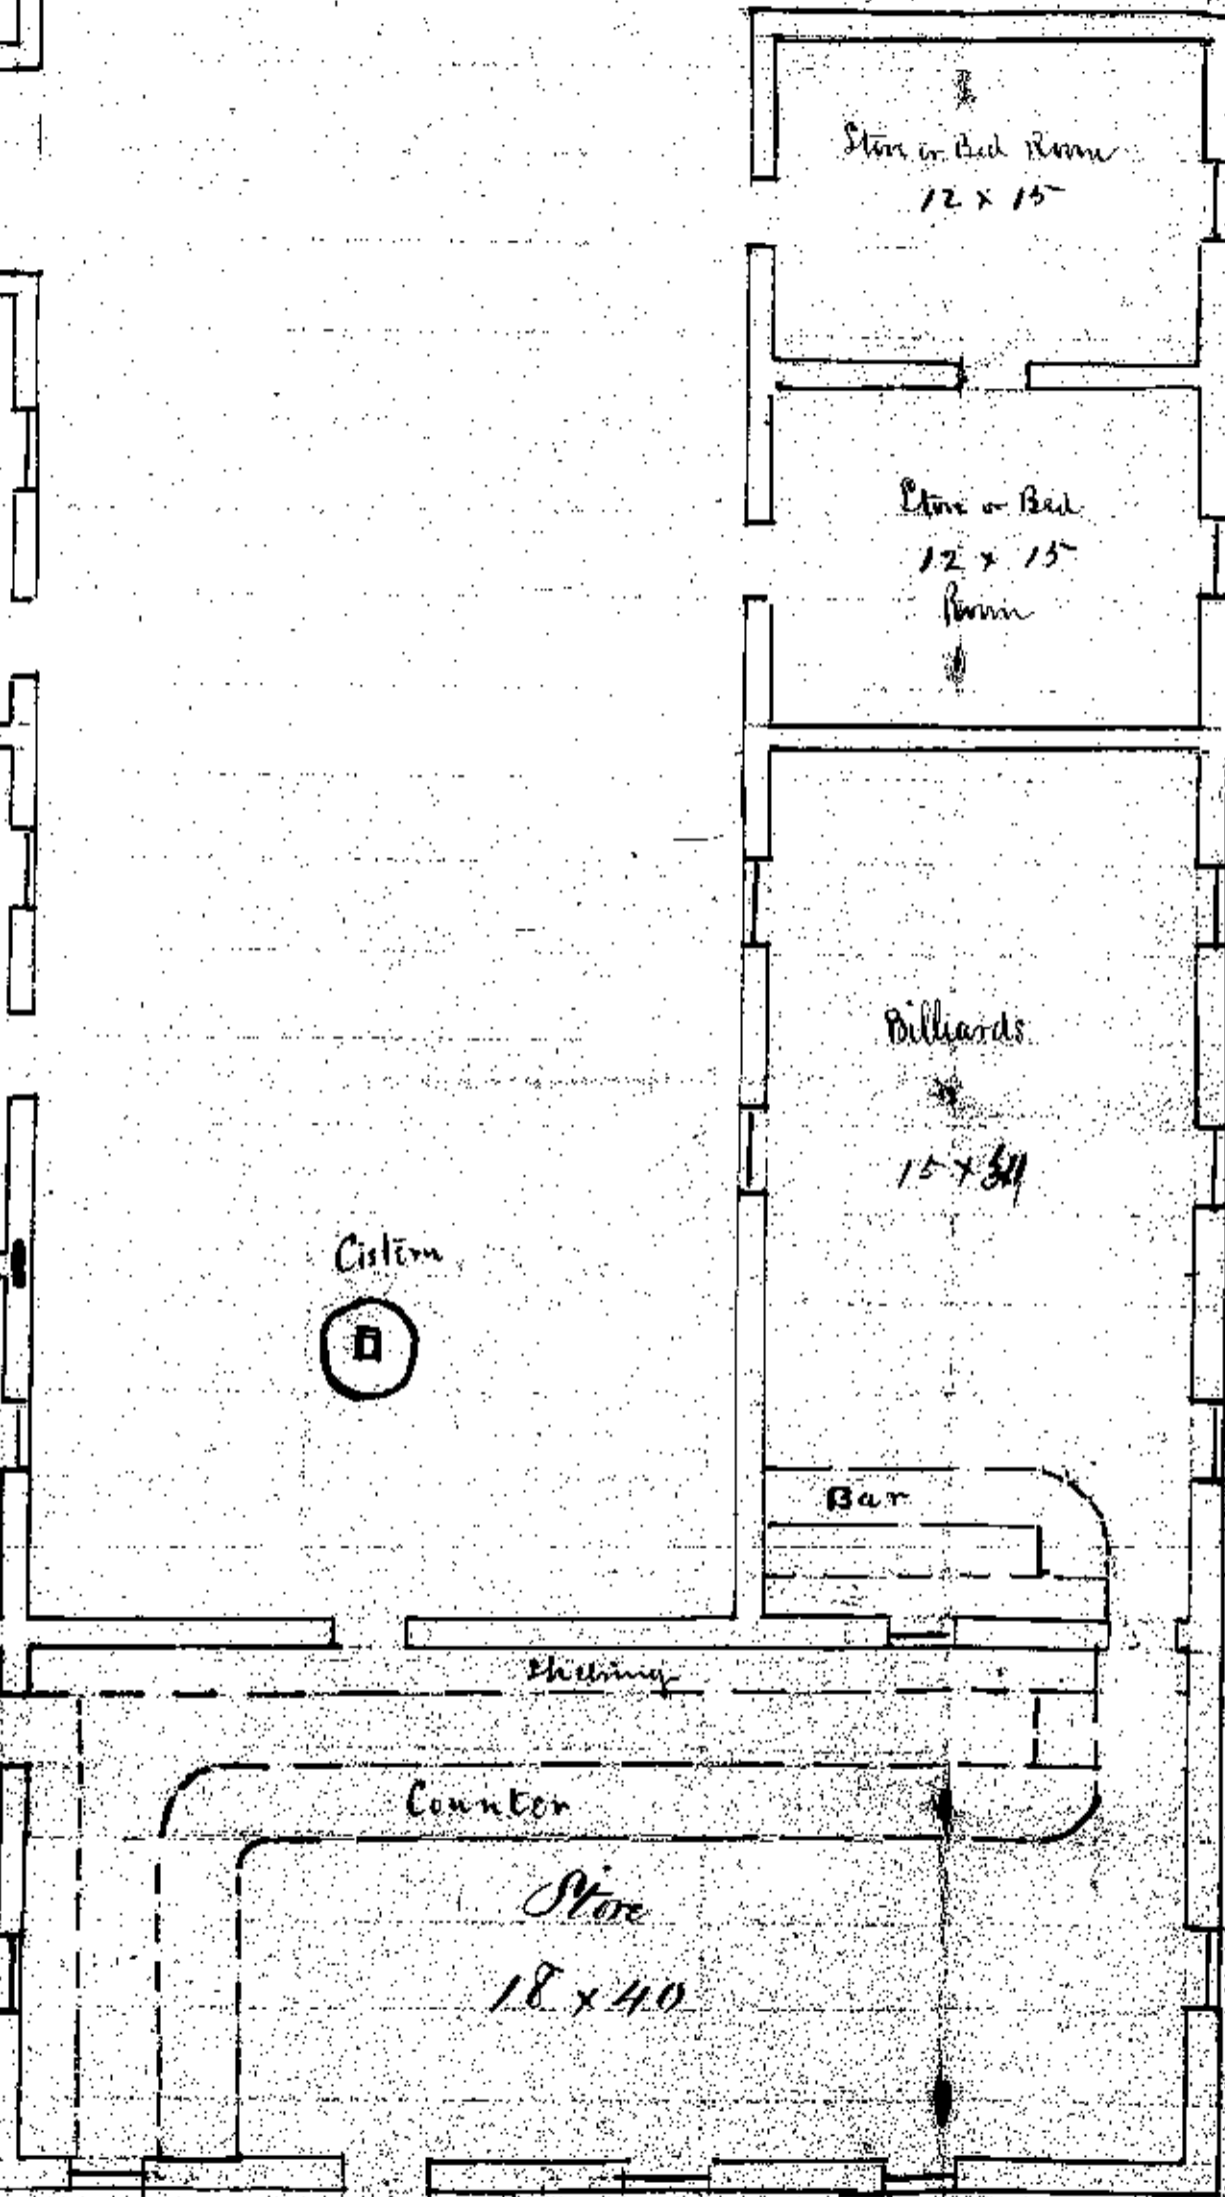 Store or Bed Room
12 x 15
Store or Bed
12 x 15
Room
Billiards
15 x
Cistern
Bar
Shelving
Counter
Store
18 x 40